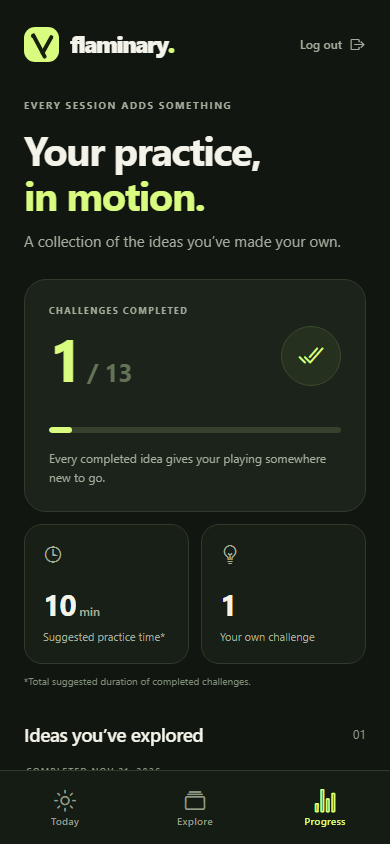 flaminary.
Log out
EVERY SESSION ADDS SOMETHING
Your practice,
in motion.
A collection of the ideas you’ve made your own.
CHALLENGES COMPLETED
1 / 13
Every completed idea gives your playing somewhere
new to go.
10 min
Suggested practice time*
1
Your own challenge
*Total suggested duration of completed challenges.
Ideas you’ve explored
01
Today
Explore
Progress